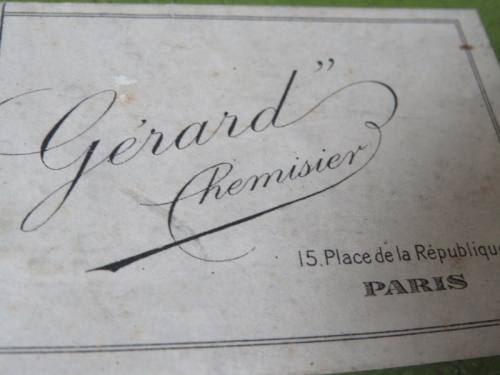 Gérard"
Chemisier
15. Place de la République
PARIS